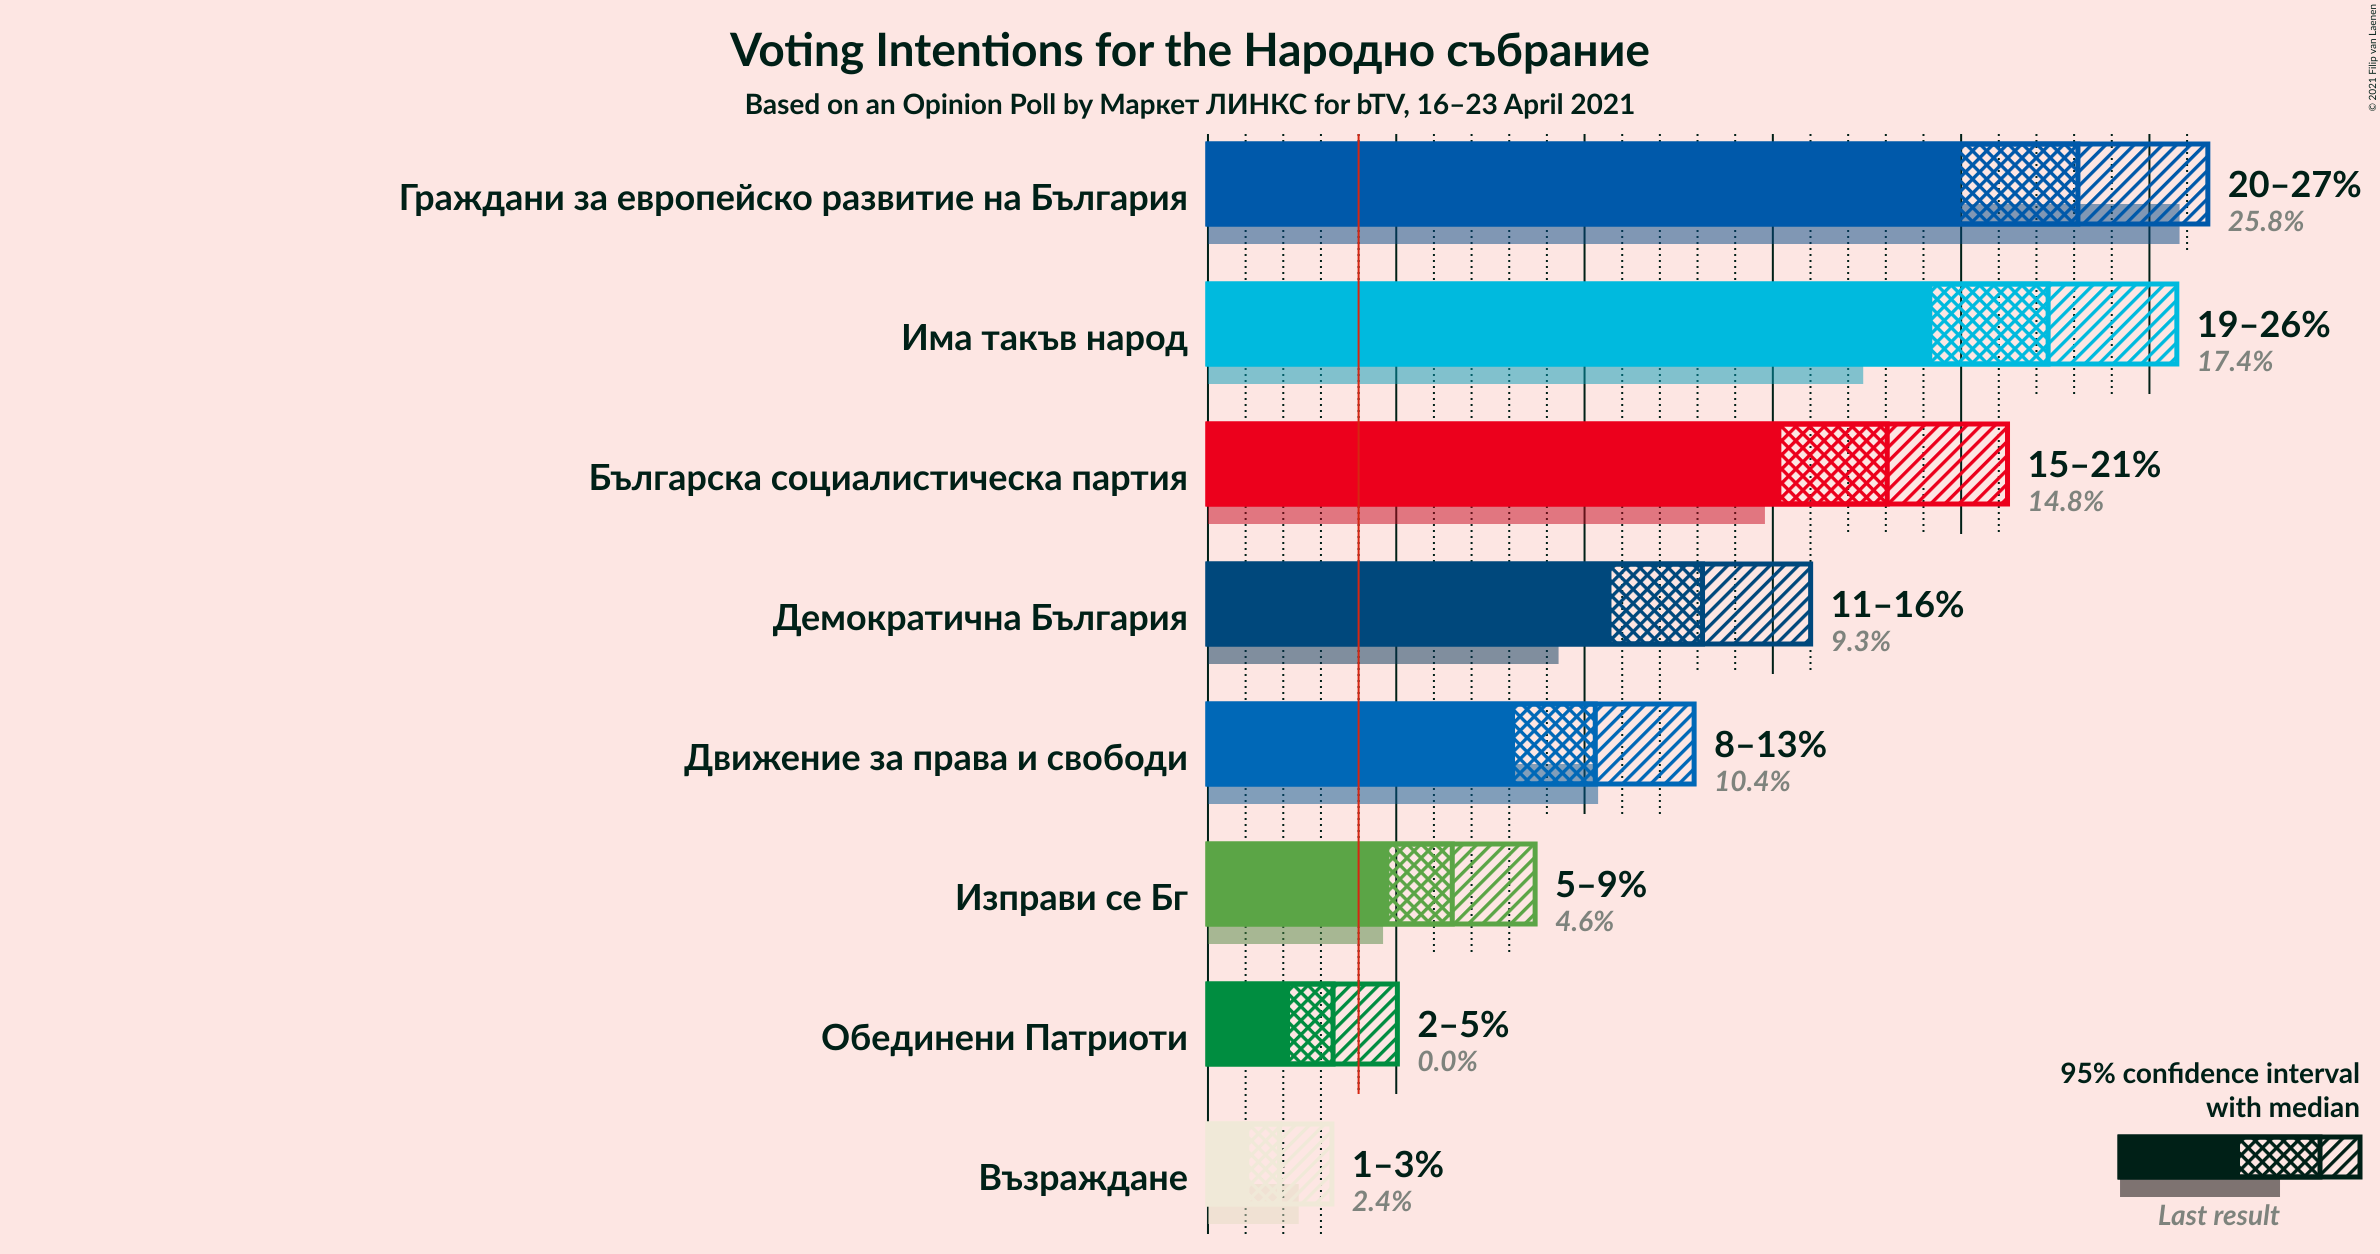 Voting Intentions for the Народно събрание
Based on an Opinion Poll by Маркет ЛИНКС for bTV, 16–23 April 2021
© 2021 Filip van Laenen
Граждани за европейско развитие на България
20–27%
25.8%
Има такъв народ
19–26%
17.4%
Българска социалистическа партия
15–21%
14.8%
Демократична България
11–16%
9.3%
Движение за права и свободи
8–13%
10.4%
Изправи се Бг
5–9%
4.6%
Обединени Патриоти
2–5%
0.0%
Възраждане
1–3%
2.4%
95% confidence interval
with median
Last result